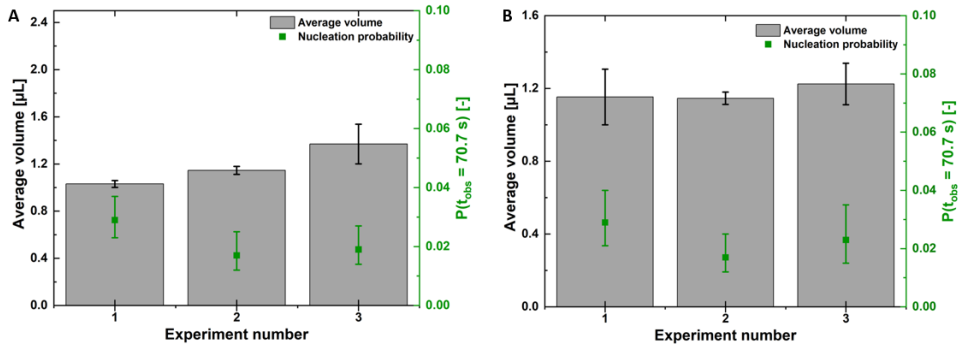 A
Average volume
Nucleation probability
2.4
2.0
1.6
1.2
0.8
0.4
0.0
Average volume [µL]
0.10
0.08
0.06
0.04
0.02
0.00
P(t_obs = 70.7 s) [-]
1 2 3
Experiment number
B
Average volume
Nucleation probability
1.6
1.2
0.8
0.4
0.0
Average volume [µL]
0.10
0.08
0.06
0.04
0.02
0.00
P(t_obs = 70.7 s) [-]
1 2 3
Experiment number